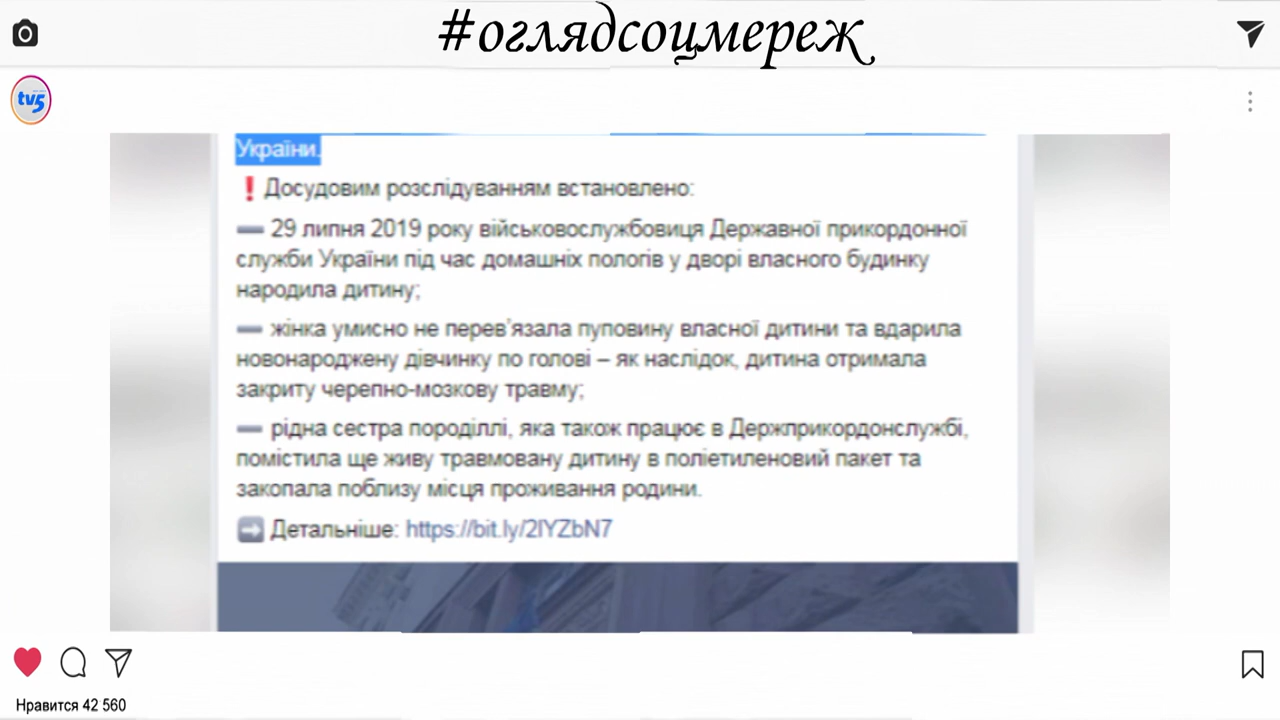 #оглядсоцмереж
tv5
України.
❗ Досудовим розслідуванням встановлено:
➖ 29 липня 2019 року військовослужбовиця Державної прикордонної
служби України під час домашніх пологів у дворі власного будинку
народила дитину;
➖ жінка умисно не перев'язала пуповину власної дитини та вдарила
новонароджену дівчинку по голові – як наслідок, дитина отримала
закриту черепно-мозкову травму;
➖ рідна сестра породіллі, яка також працює в Держприкордонслужбі,
помістила ще живу травмовану дитину в поліетиленовий пакет та
закопала поблизу місця проживання родини.
➡ Детальніше: https://bit.ly/2lYZbN7
Нравится 42 560